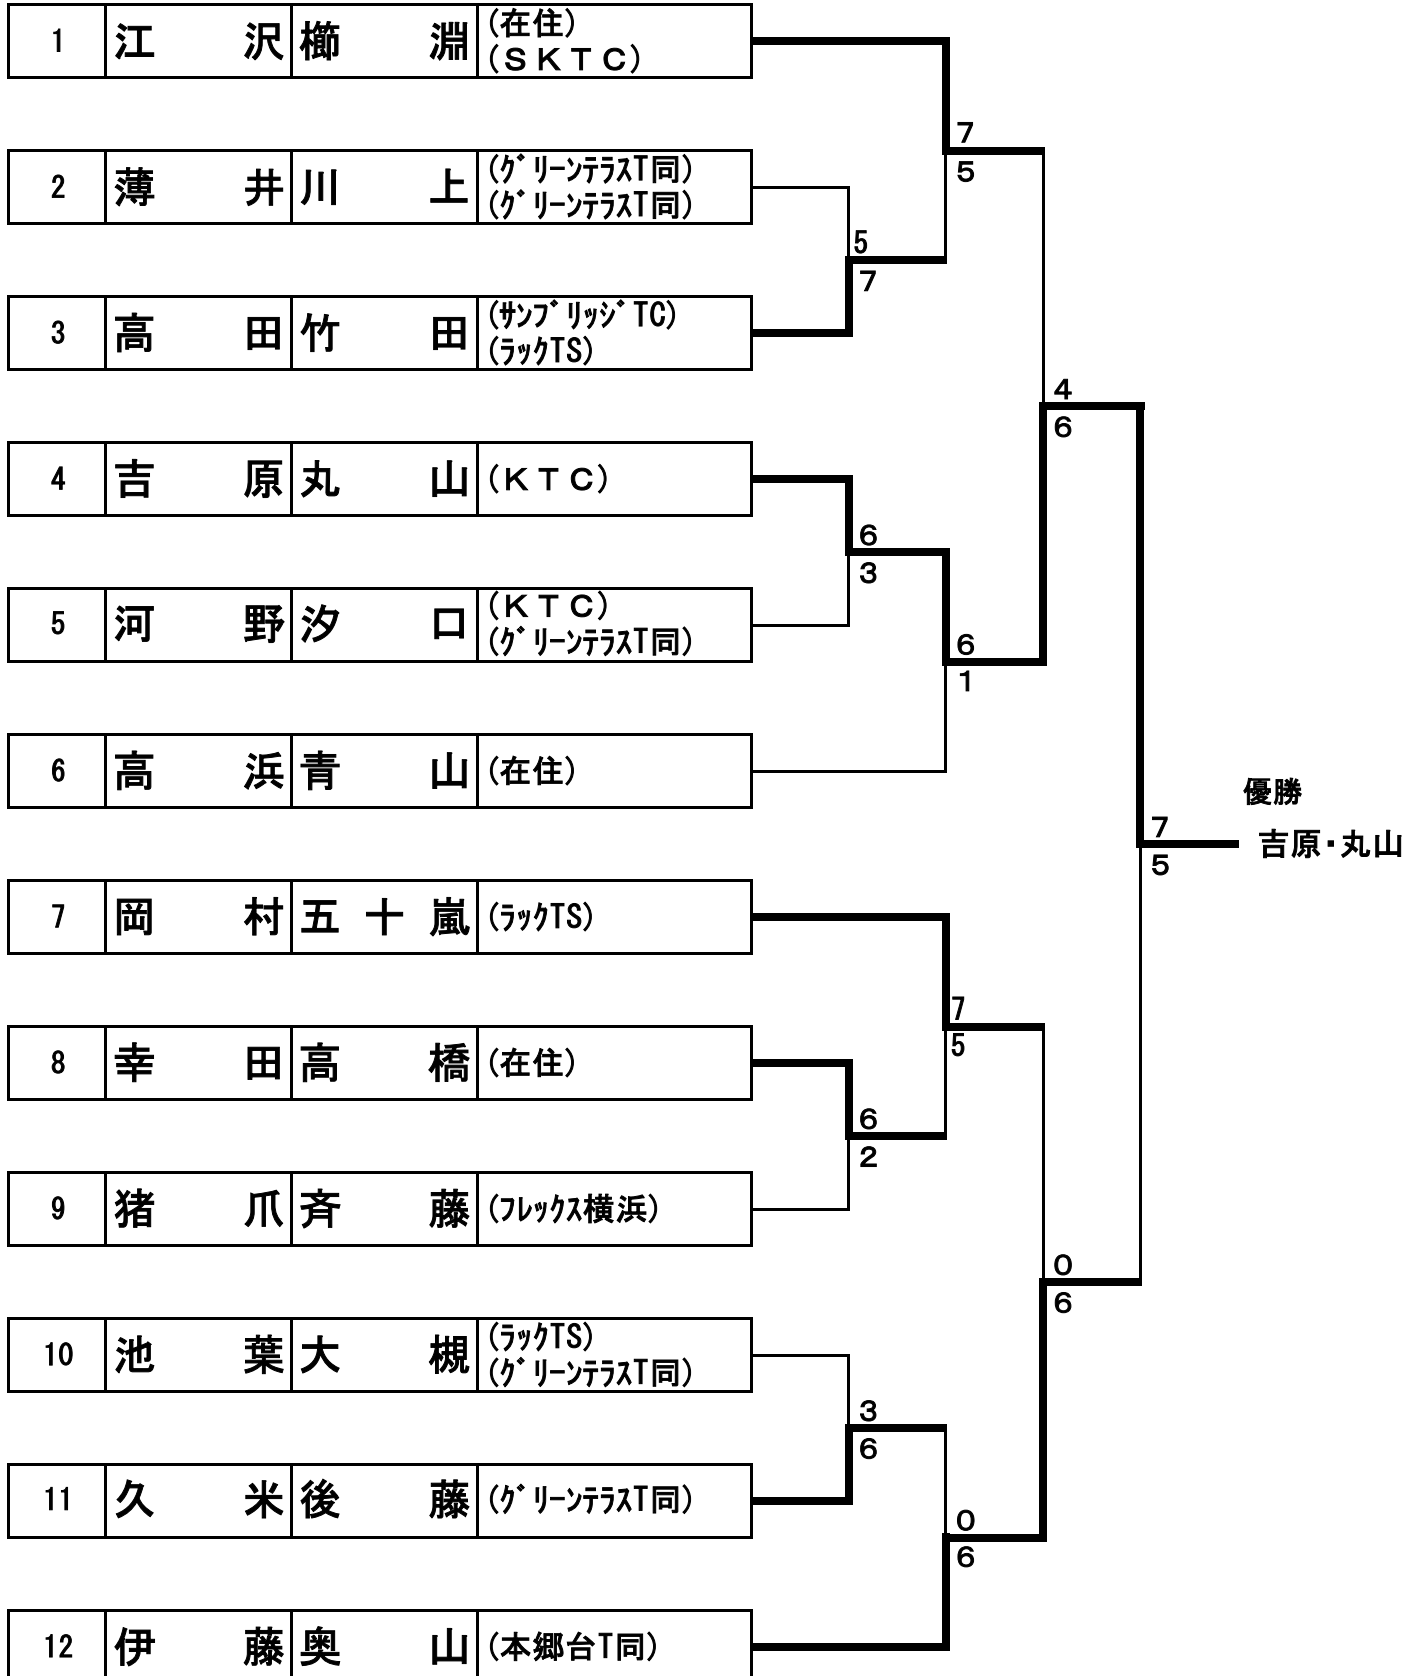 1 江 沢 櫛 淵 (在住)
(ＳＫＴＣ)
7
5
2 薄 井 川 上 (ｸﾞﾘｰﾝﾃﾗｽT同)
(ｸﾞﾘｰﾝﾃﾗｽT同)
5
7
3 高 田 竹 田 (ｻﾝﾌﾞﾘｯｼﾞTC)
(ﾗｯｸTS)
4
6
4 吉 原 丸 山 (ＫＴＣ)
6
3
5 河 野 汐 口 (ＫＴＣ)
(ｸﾞﾘｰﾝﾃﾗｽT同)
6
1
6 高 浜 青 山 (在住)
優勝
7
吉原・丸山
5
7 岡 村 五 十 嵐 (ﾗｯｸTS)
7
5
8 幸 田 高 橋 (在住)
6
2
9 猪 爪 斉 藤 (ﾌﾚｯｸｽ横浜)
0
6
10 池 葉 大 槻 (ﾗｯｸTS)
(ｸﾞﾘｰﾝﾃﾗｽT同)
3
6
11 久 米 後 藤 (ｸﾞﾘｰﾝﾃﾗｽT同)
0
6
12 伊 藤 奥 山 (本郷台T同)